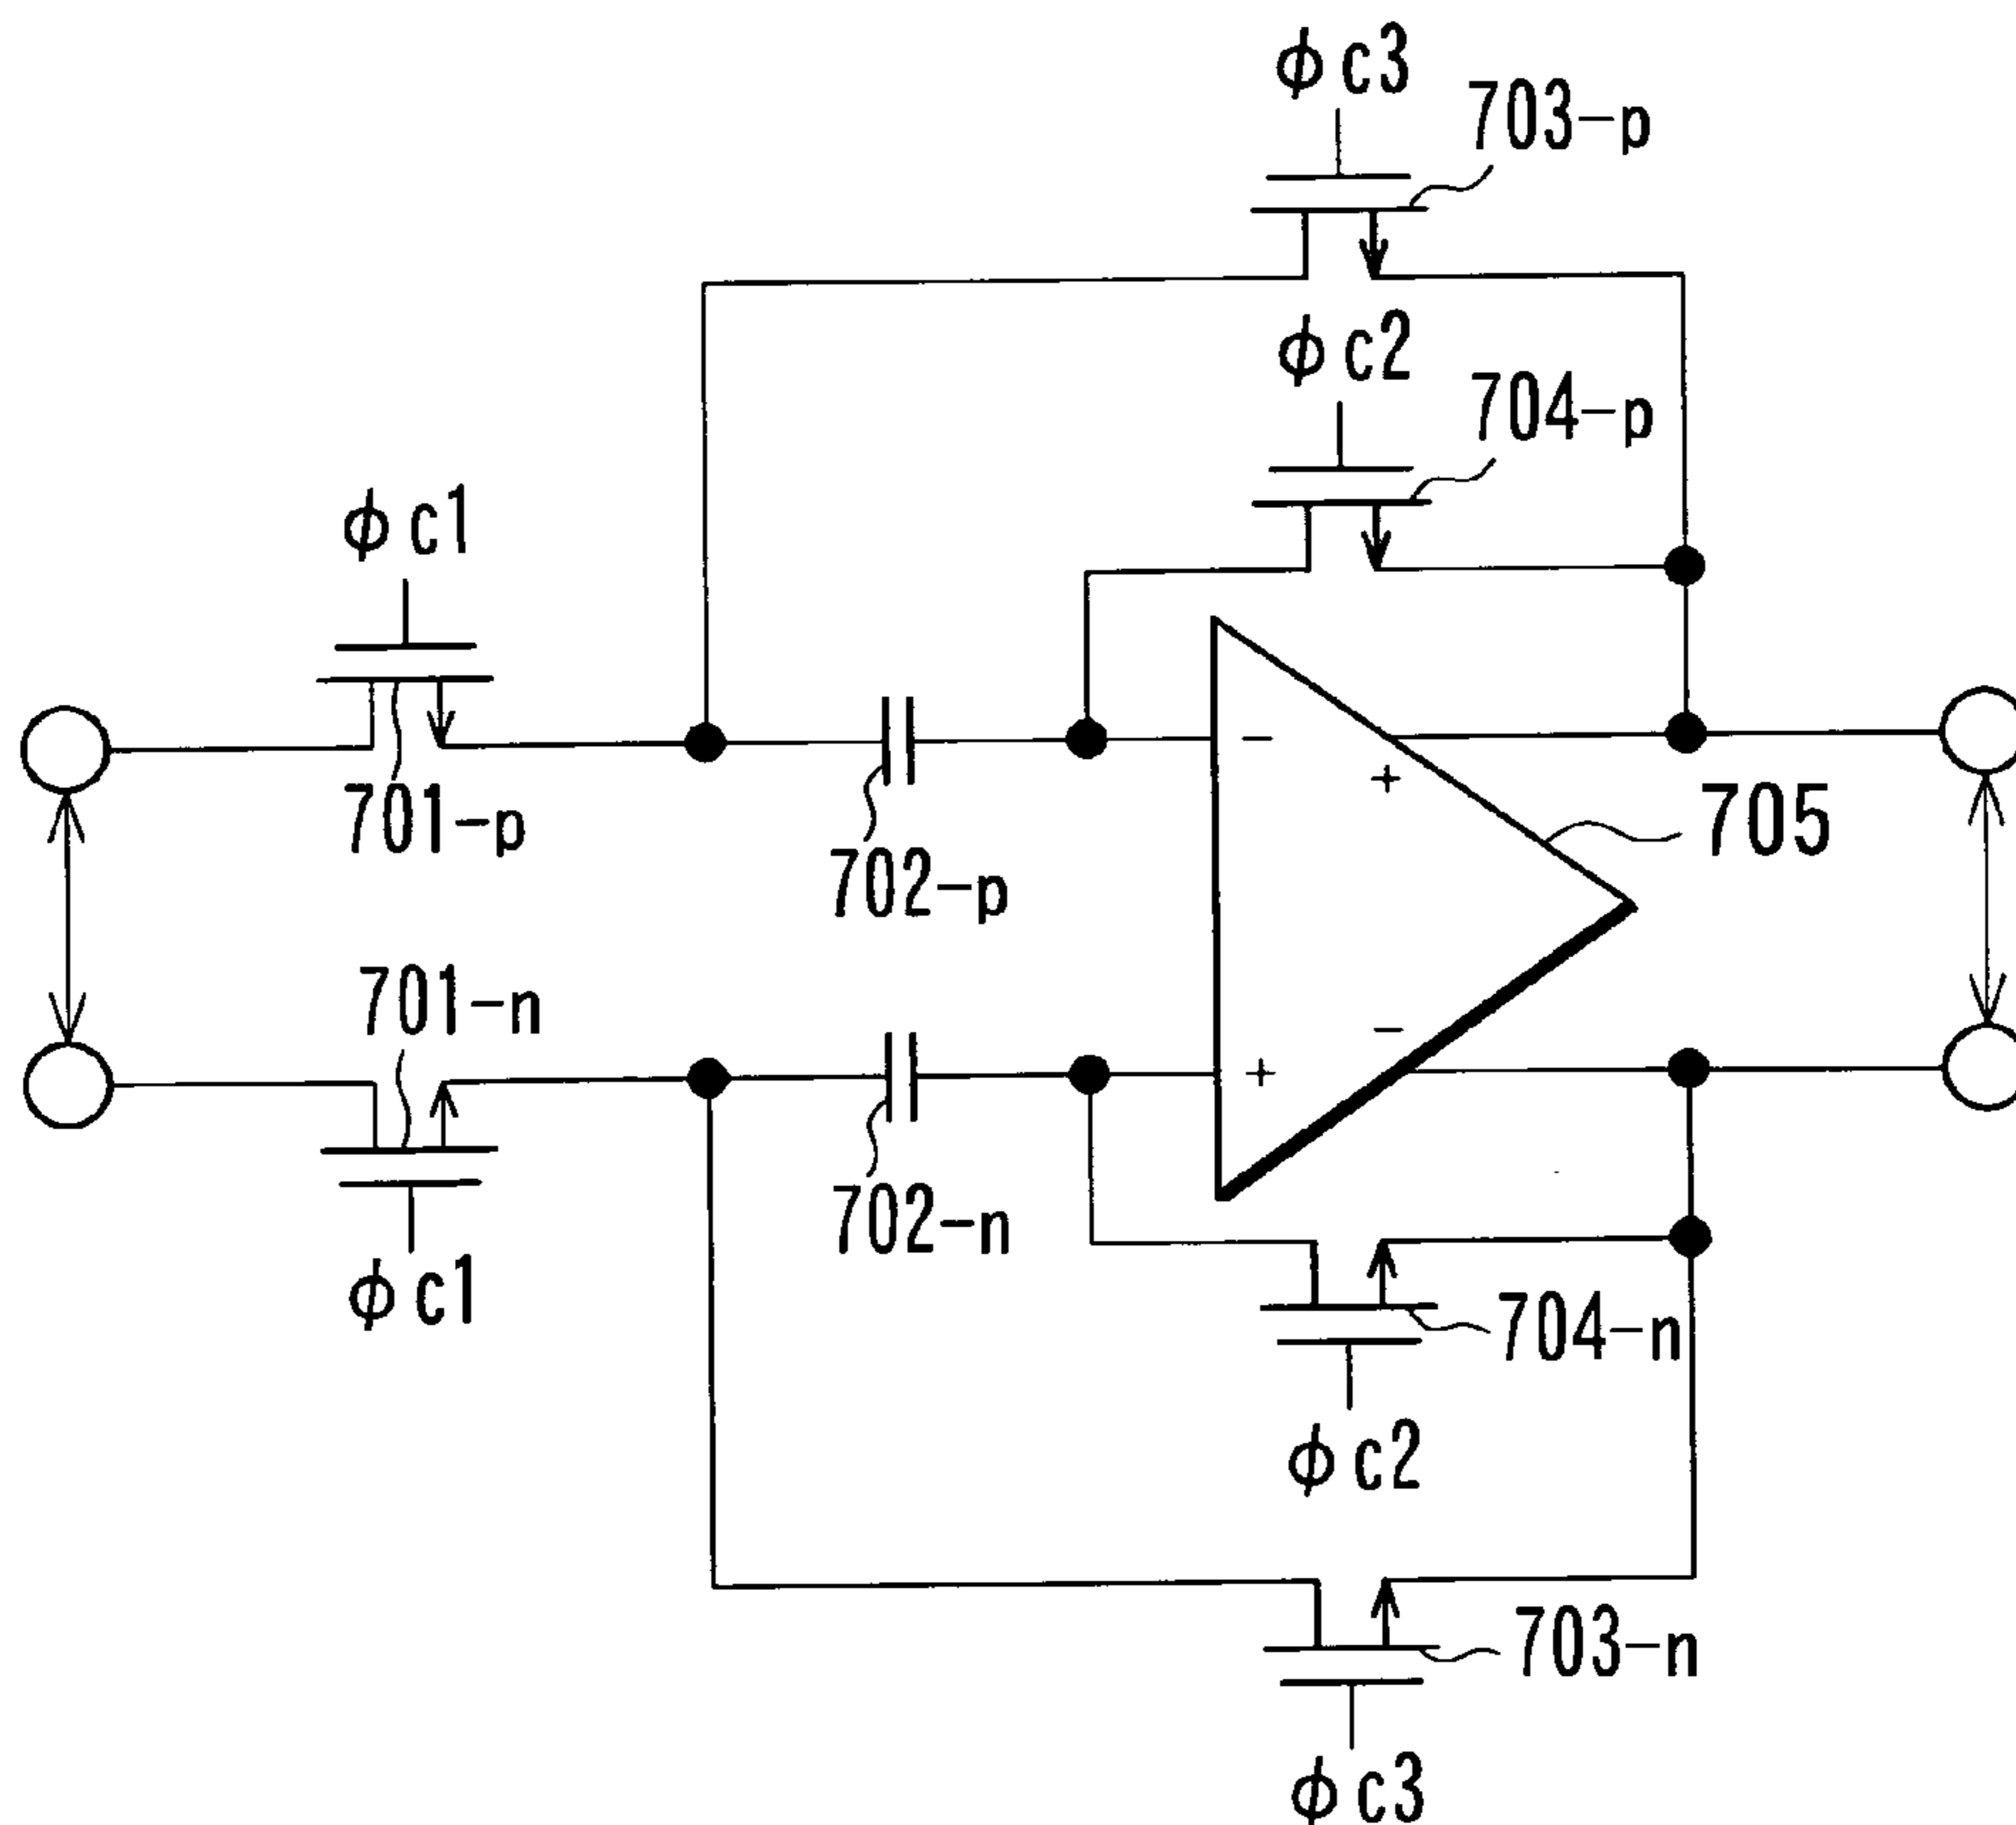 ϕc3
703-p
ϕc2
704-p
ϕc1
-
+
705
701-p
702-p
701-n
-
+
702-n
ϕc1
704-n
ϕc2
703-n
ϕc3